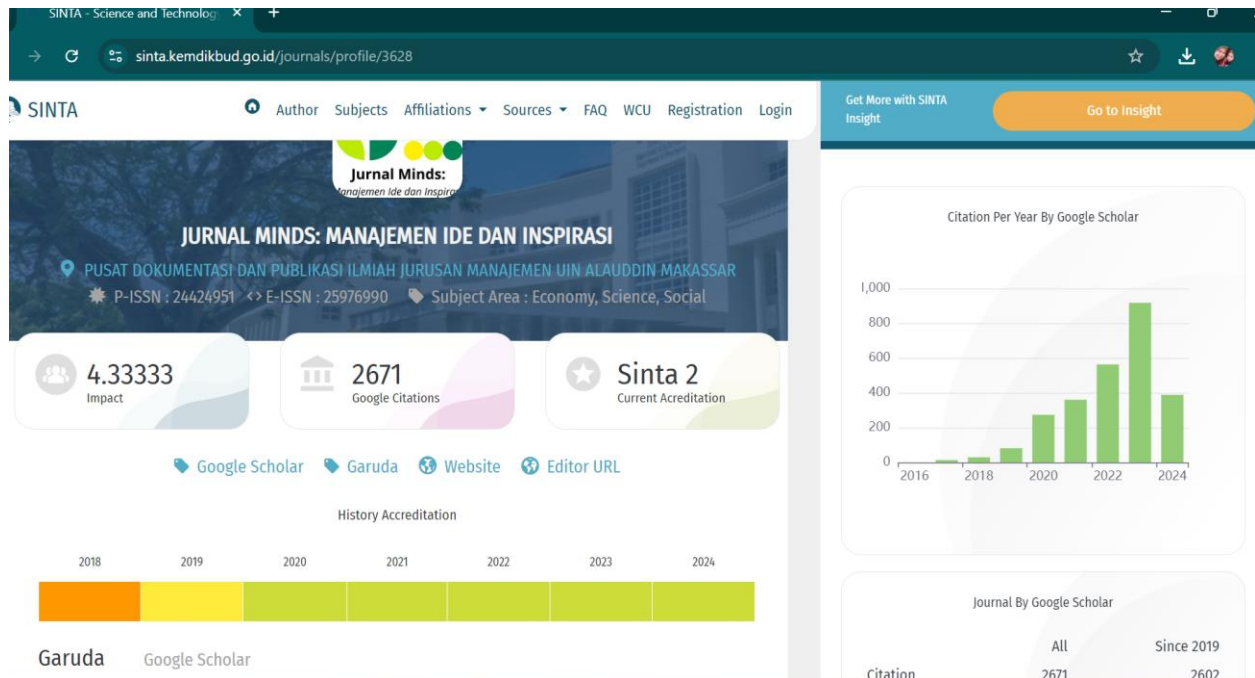 SINTA - Science and Technolog
sinta.kemdikbud.go.id/journals/profile/3628
SINTA
Author Subjects Affiliations Sources FAQ WCU Registration Login
Get More with SINTA
Insight
Go to Insight
Jurnal Minds:
Manajemen Ide dan Inspirasi
JURNAL MINDS: MANAJEMEN IDE DAN INSPIRASI
PUSAT DOKUMENTASI DAN PUBLIKASI ILMIAH JURUSAN MANAJEMEN UIN ALAUDDIN MAKASSAR
P-ISSN : 24424951 <> E-ISSN : 25976990 Subject Area : Economy, Science, Social
4.33333
Impact
2671
Google Citations
Sinta 2
Current Acreditation
Google Scholar Garuda Website Editor URL
History Accreditation
2018 2019 2020 2021 2022 2023 2024
Garuda Google Scholar
Citation Per Year By Google Scholar
1,000
800
600
400
200
0
2016 2018 2020 2022 2024
Journal By Google Scholar
All Since 2019
Citation 2671 2602